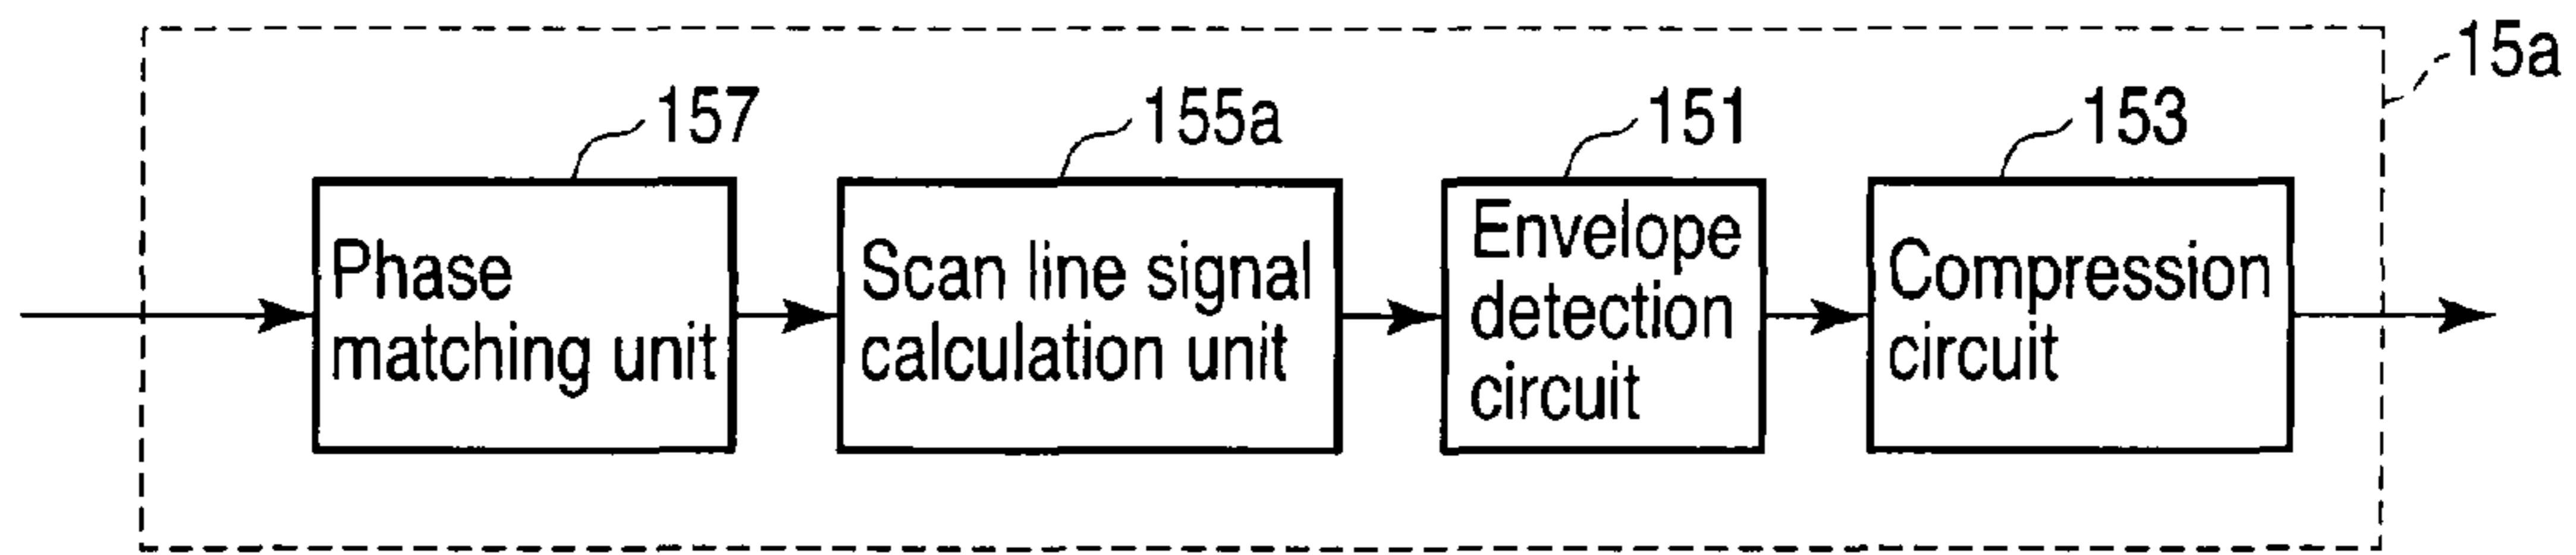 15a
157
155a
151
153
Phase
matching unit
Scan line signal
calculation unit
Envelope
detection
circuit
Compression
circuit